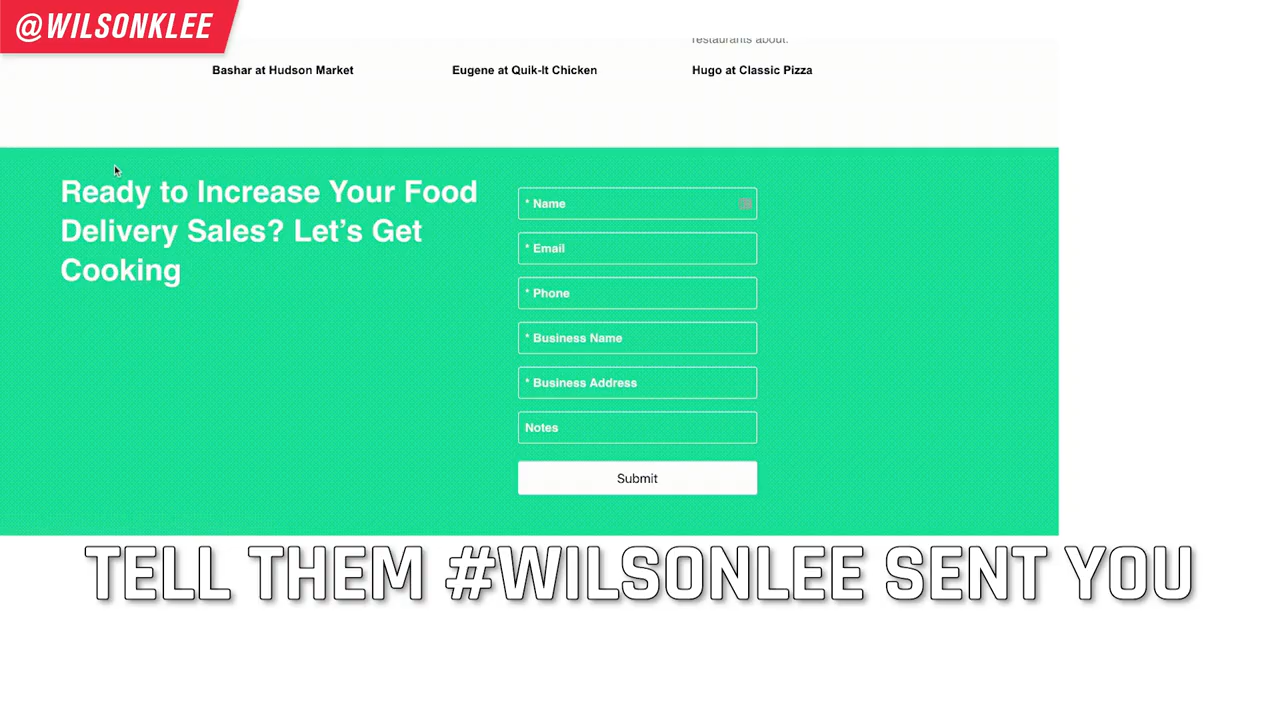 @WILSONKLEE
restaurants about.
Bashar at Hudson Market
Eugene at Quik-It Chicken
Hugo at Classic Pizza
Ready to Increase Your Food
Delivery Sales? Let’s Get
Cooking
* Name
* Email
* Phone
* Business Name
* Business Address
Notes
Submit
TELL THEM #WILSONLEE SENT YOU